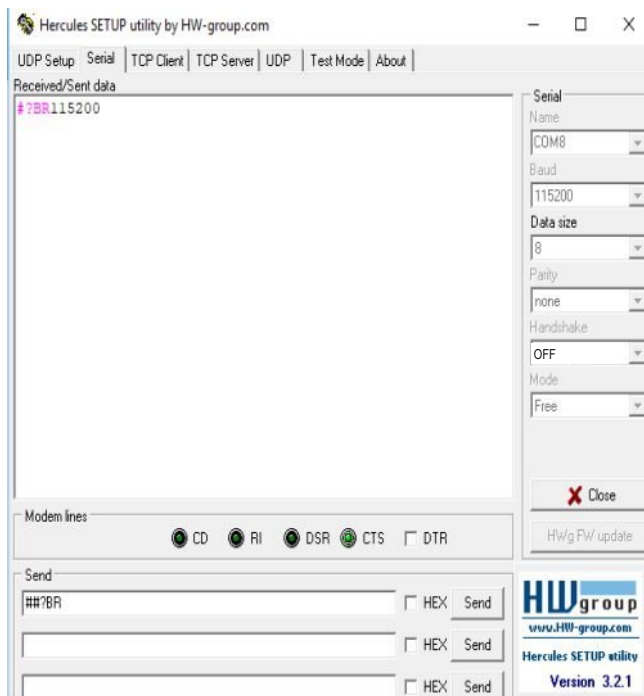 Hercules SETUP utility by HW-group.com
UDP Setup Serial TCP Client TCP Server UDP Test Mode About
Received/Sent data
#?BR115200
Serial
Name
COM8
Baud
115200
Data size
8
Parity
none
Handshake
OFF
Mode
Free
Close
HWg FW update
Modem lines
CD RI DSR CTS DTR
Send
##?BR
HEX Send
HEX Send
HEX Send
HW group
www.HW-group.com
Hercules SETUP utility
Version 3.2.1